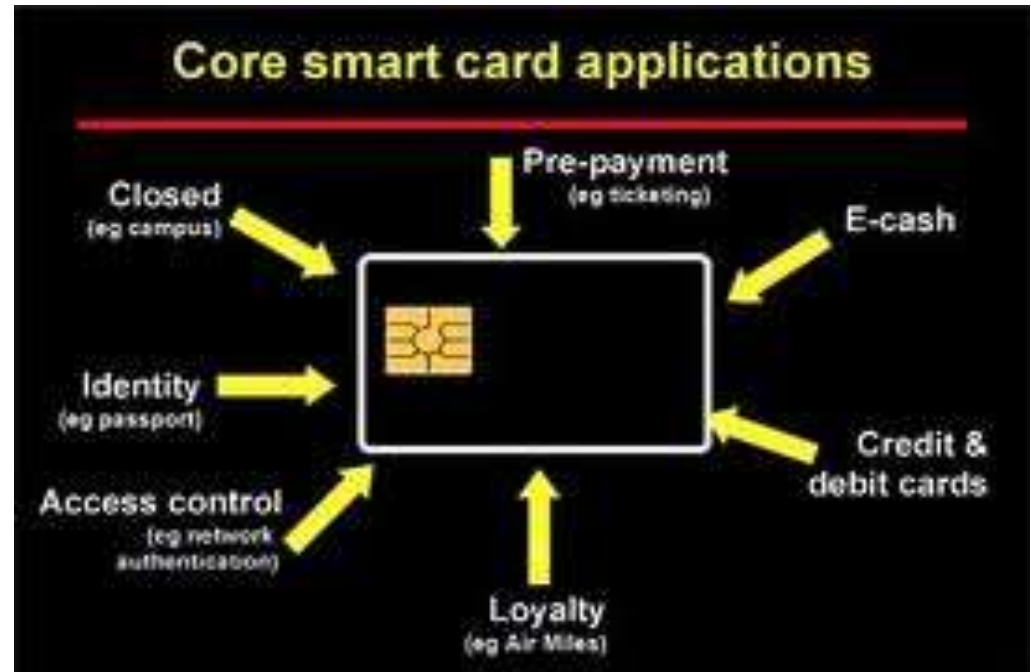 Core smart card applications
Pre-payment
(eg ticketing)
Closed
(eg campus)
E-cash
Identity
(eg passport)
Credit &
debit cards
Access control
(eg network
authentication)
Loyalty
(eg Air Miles)